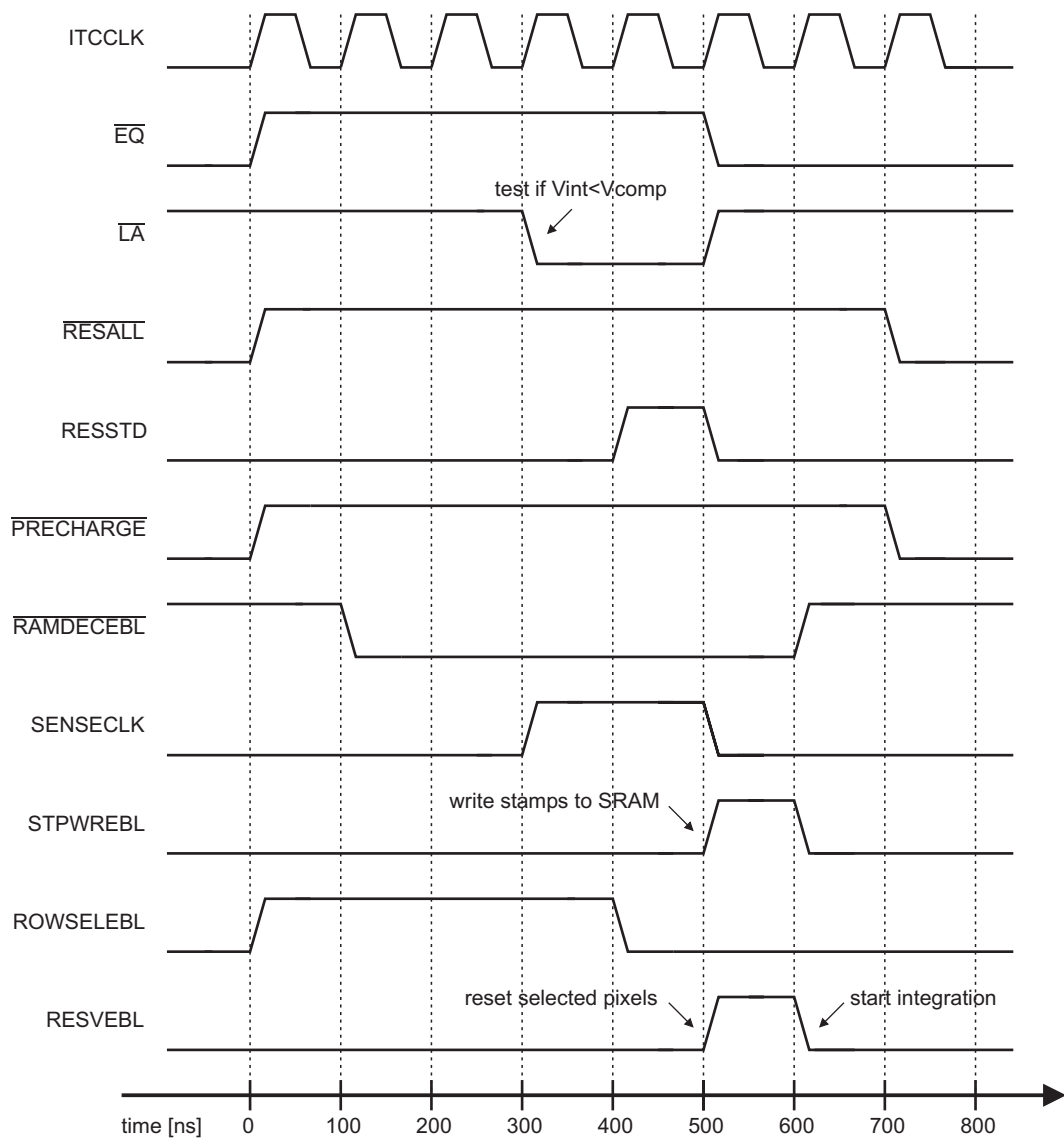 ITCCLK
EQ
test if Vint<Vcomp
LA
RESALL
RESSTD
PRECHARGE
RAMDECEBL
SENSECLK
write stamps to SRAM
STPWREBL
ROWSELEBL
reset selected pixels
start integration
RESVEBL
time [ns] 0 100 200 300 400 500 600 700 800